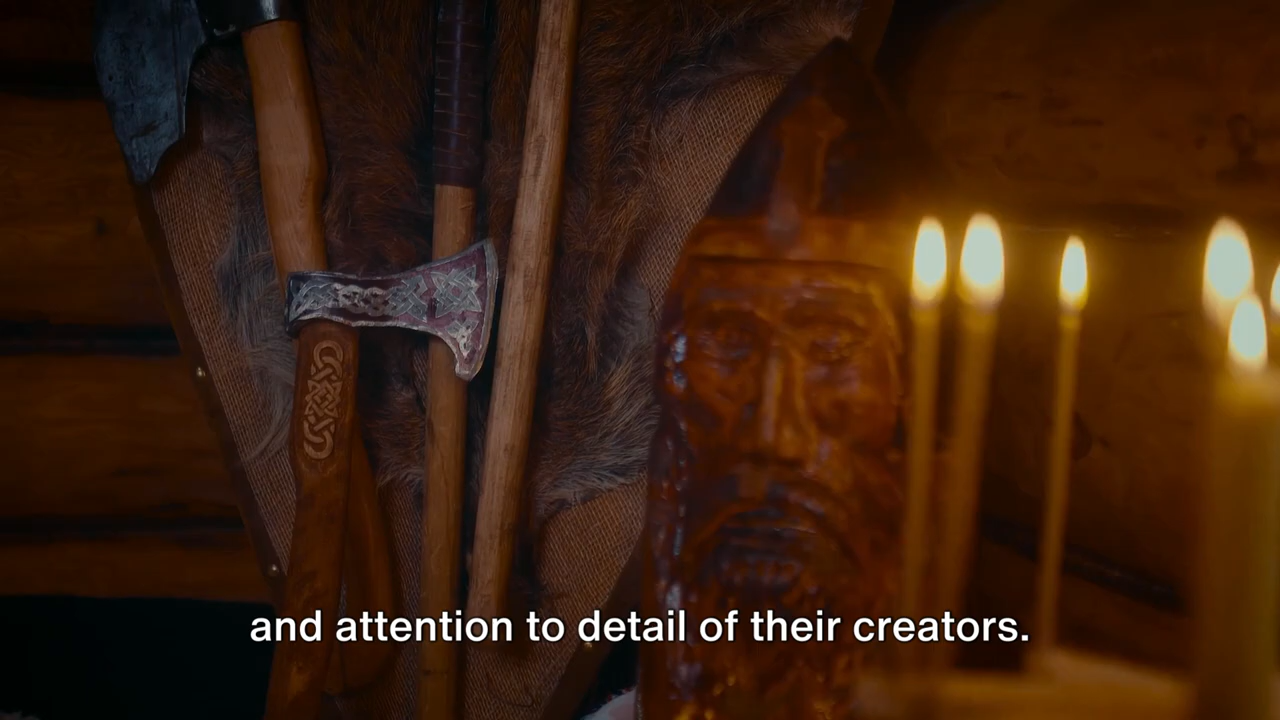 and attention to detail of their creators.